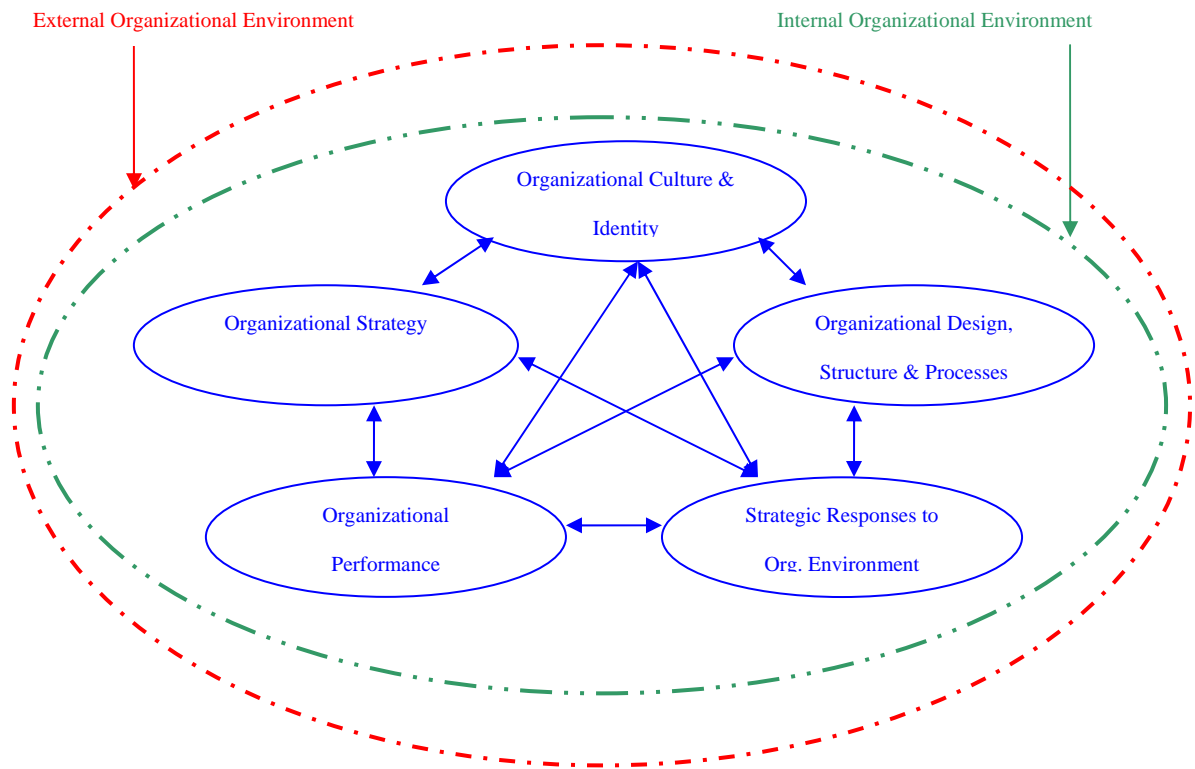 External Organizational Environment
Internal Organizational Environment
Organizational Culture &
Identity
Organizational Strategy
Organizational Design,
Structure & Processes
Organizational
Performance
Strategic Responses to
Org. Environment